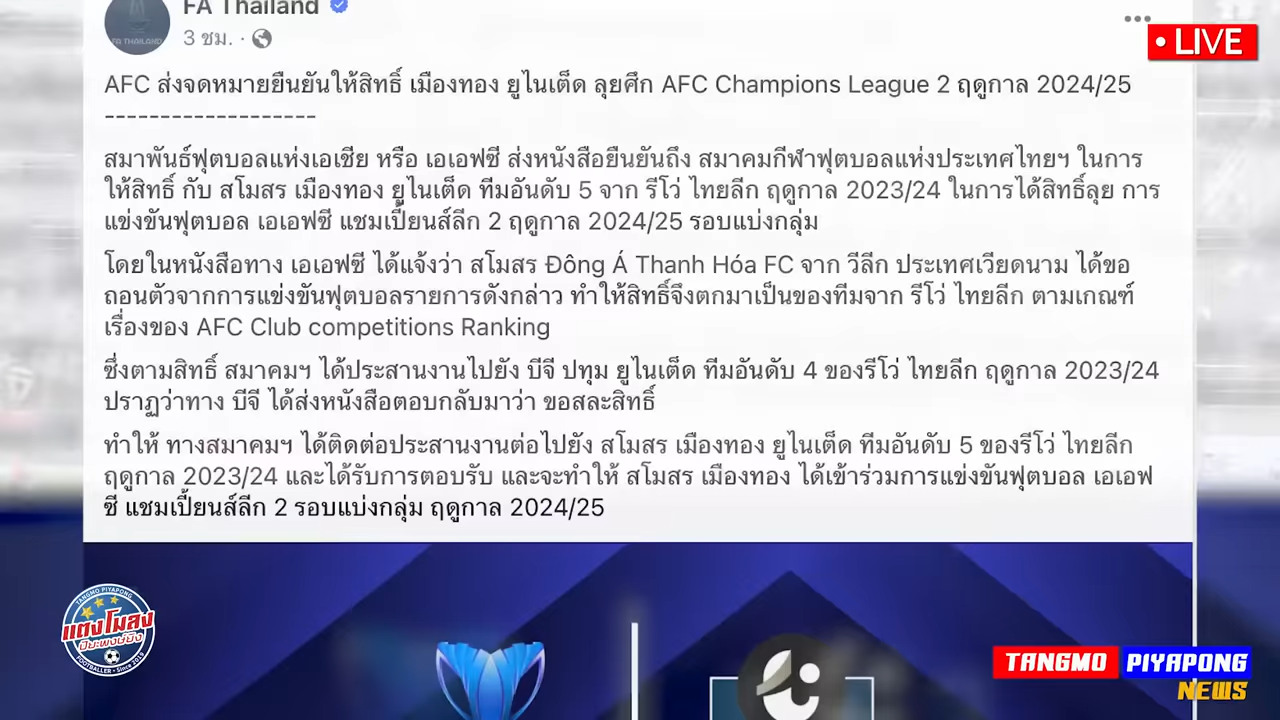 FA Thailand
3 ชม. ·
FA THAILAND
LIVE
AFC ส่งจดหมายยืนยันให้สิทธิ์ เมืองทอง ยูไนเต็ด ลุยศึก AFC Champions League 2 ฤดูกาล 2024/25
-------------------
สมาพันธ์ฟุตบอลแห่งเอเชีย หรือ เอเอฟซี ส่งหนังสือยืนยันถึง สมาคมกีฬาฟุตบอลแห่งประเทศไทยฯ ในการ
ให้สิทธิ์ กับ สโมสร เมืองทอง ยูไนเต็ด ทีมอันดับ 5 จาก รีโว่ ไทยลีก ฤดูกาล 2023/24 ในการได้สิทธิ์ลุย การ
แข่งขันฟุตบอล เอเอฟซี แชมเปี้ยนส์ลีก 2 ฤดูกาล 2024/25 รอบแบ่งกลุ่ม
โดยในหนังสือทาง เอเอฟซี ได้แจ้งว่า สโมสร Đông Á Thanh Hóa FC จาก วีลีก ประเทศเวียดนาม ได้ขอ
ถอนตัวจากการแข่งขันฟุตบอลรายการดังกล่าว ทำให้สิทธิ์จึงตกมาเป็นของทีมจาก รีโว่ ไทยลีก ตามเกณฑ์
เรื่องของ AFC Club competitions Ranking
ซึ่งตามสิทธิ์ สมาคมฯ ได้ประสานงานไปยัง บีจี ปทุม ยูไนเต็ด ทีมอันดับ 4 ของรีโว่ ไทยลีก ฤดูกาล 2023/24
ปราฏว่าทาง บีจี ได้ส่งหนังสือตอบกลับมาว่า ขอสละสิทธิ์
ทำให้ ทางสมาคมฯ ได้ติดต่อประสานงานต่อไปยัง สโมสร เมืองทอง ยูไนเต็ด ทีมอันดับ 5 ของรีโว่ ไทยลีก
ฤดูกาล 2023/24 และได้รับการตอบรับ และจะทำให้ สโมสร เมืองทอง ได้เข้าร่วมการแข่งขันฟุตบอล เอเอฟ
ซี แชมเปี้ยนส์ลีก 2 รอบแบ่งกลุ่ม ฤดูกาล 2024/25
TANGMO PIYAPONG
แตงโมลง
ปิยะพงษ์ยิง
FOOTBALLER • Since 2019
TANGMO PIYAPONG
NEWS